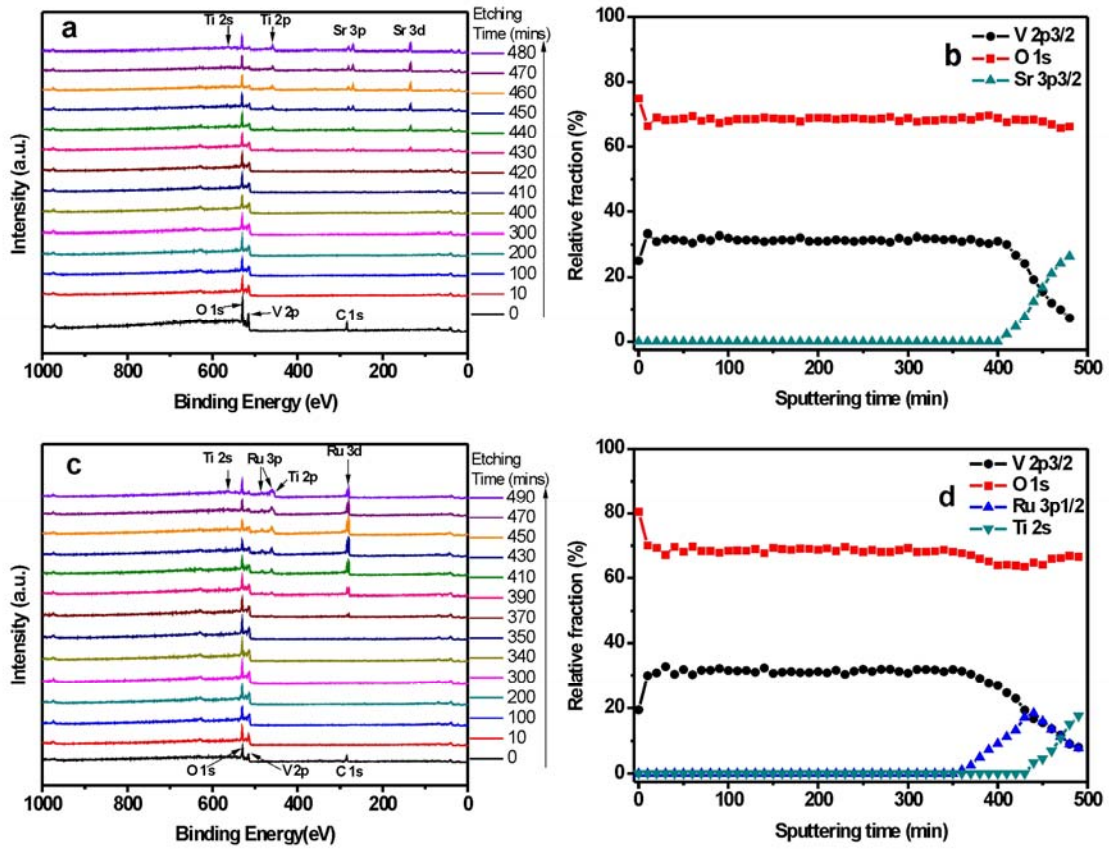 a
Ti 2s
Ti 2p
Sr 3p
Sr 3d
Etching
Time (mins)
480
470
460
450
440
430
420
410
400
300
200
100
10
0
O 1s
V 2p
C 1s
Intensity (a.u.)
1000 800 600 400 200 0
Binding Energy (eV)
b
V 2p3/2
O 1s
Sr 3p3/2
100
80
60
40
20
0
Relative fraction (%)
0 100 200 300 400 500
Sputtering time (min)
c
Ti 2s
Ru 3p
Ti 2p
Ru 3d
Etching
Time (mins)
490
470
450
430
410
390
370
350
340
300
200
100
10
0
O 1s
V 2p
C 1s
Intensity (a.u.)
1000 800 600 400 200 0
Binding Energy(eV)
d
V 2p3/2
O 1s
Ru 3p1/2
Ti 2s
100
80
60
40
20
0
Relative fraction (%)
0 100 200 300 400 500
Sputtering time (min)